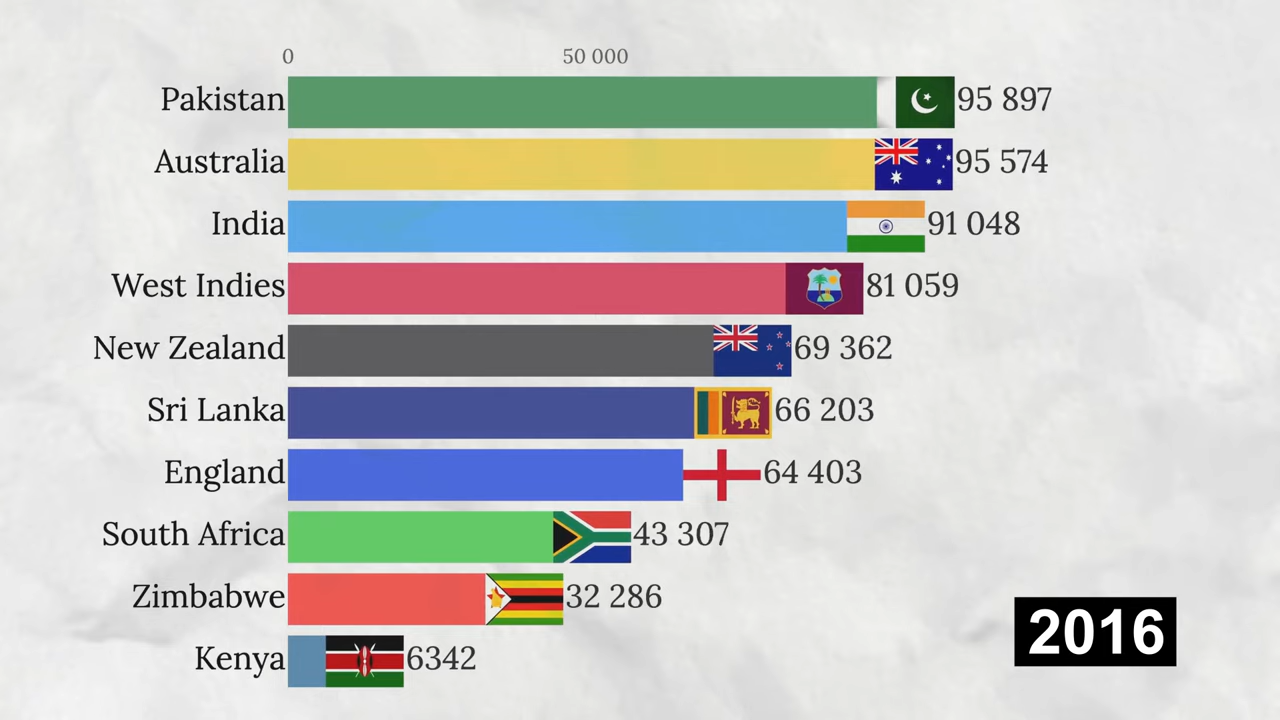 0 50 000
Pakistan 95 897
Australia 95 574
India 91 048
West Indies 81 059
New Zealand 69 362
Sri Lanka 66 203
England 64 403
South Africa 43 307
Zimbabwe 32 286
Kenya 6342
2016